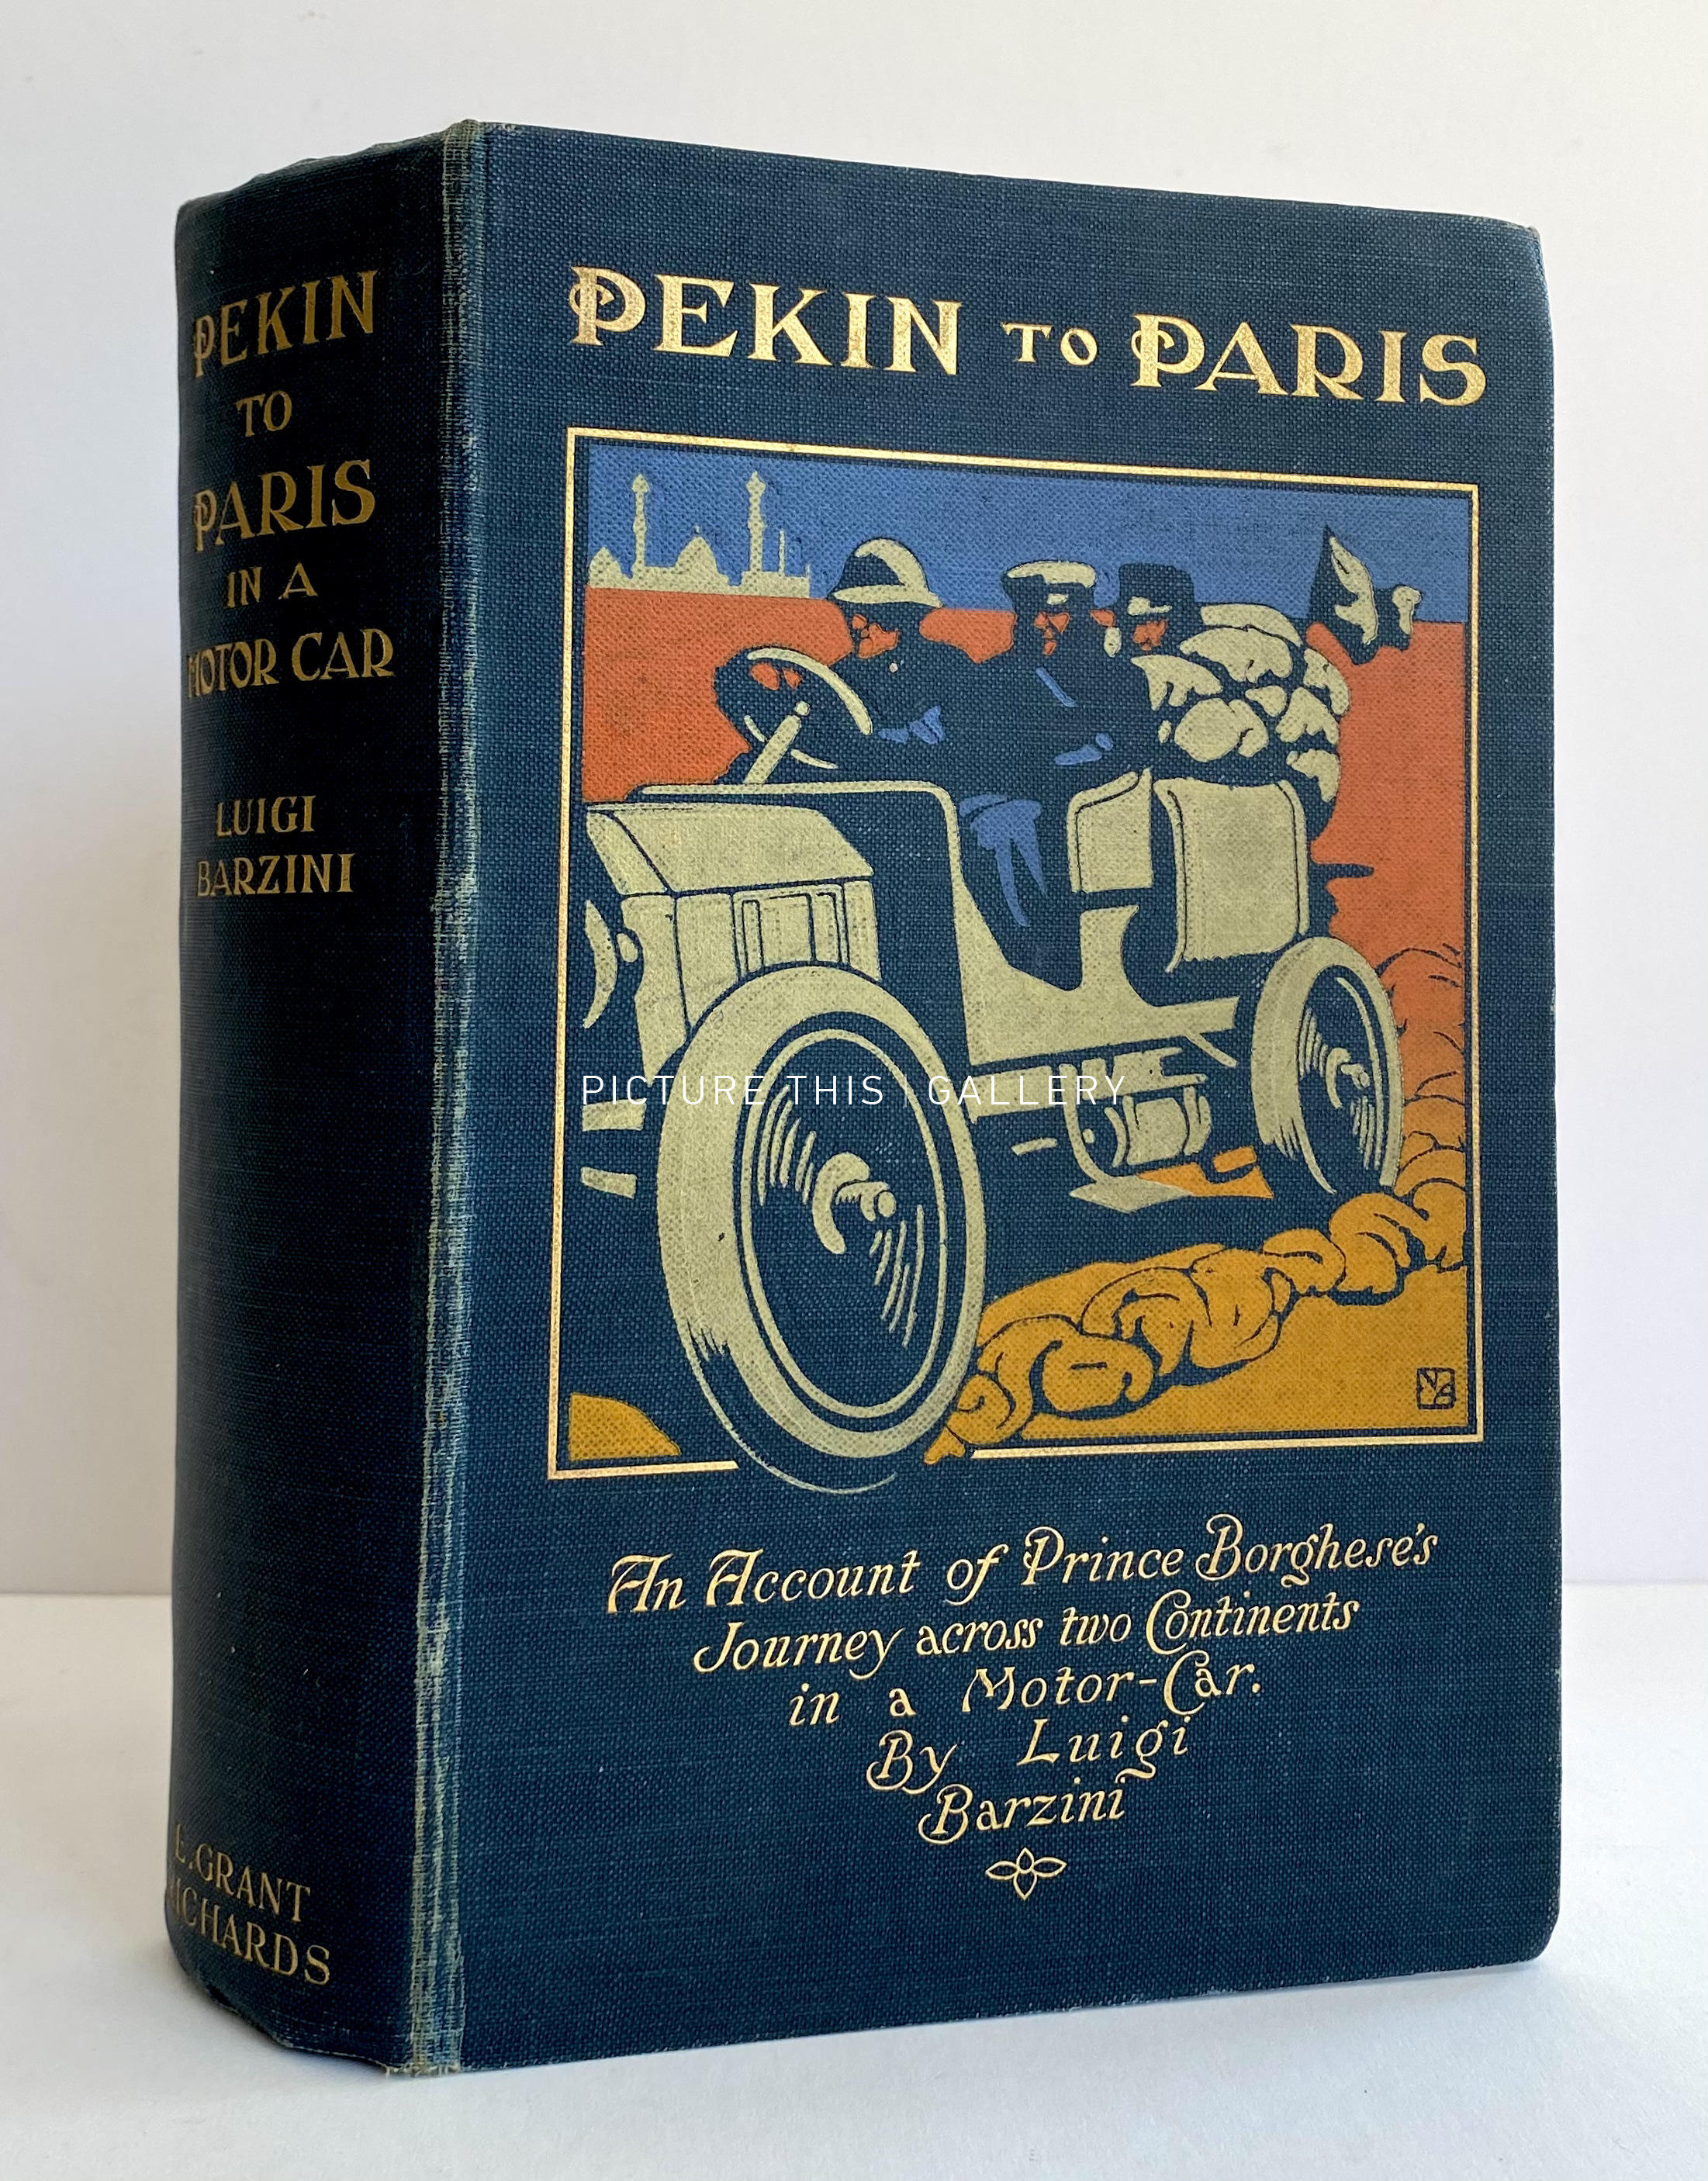 PEKIN
TO
PARIS
IN A
MOTOR CAR
LUIGI
BARZINI
E. GRANT
RICHARDS
PEKIN TO PARIS
PICTURE THIS GALLERY
An Account of Prince Borghese's
Journey across two Continents
in a Motor-Car.
By Luigi
Barzini